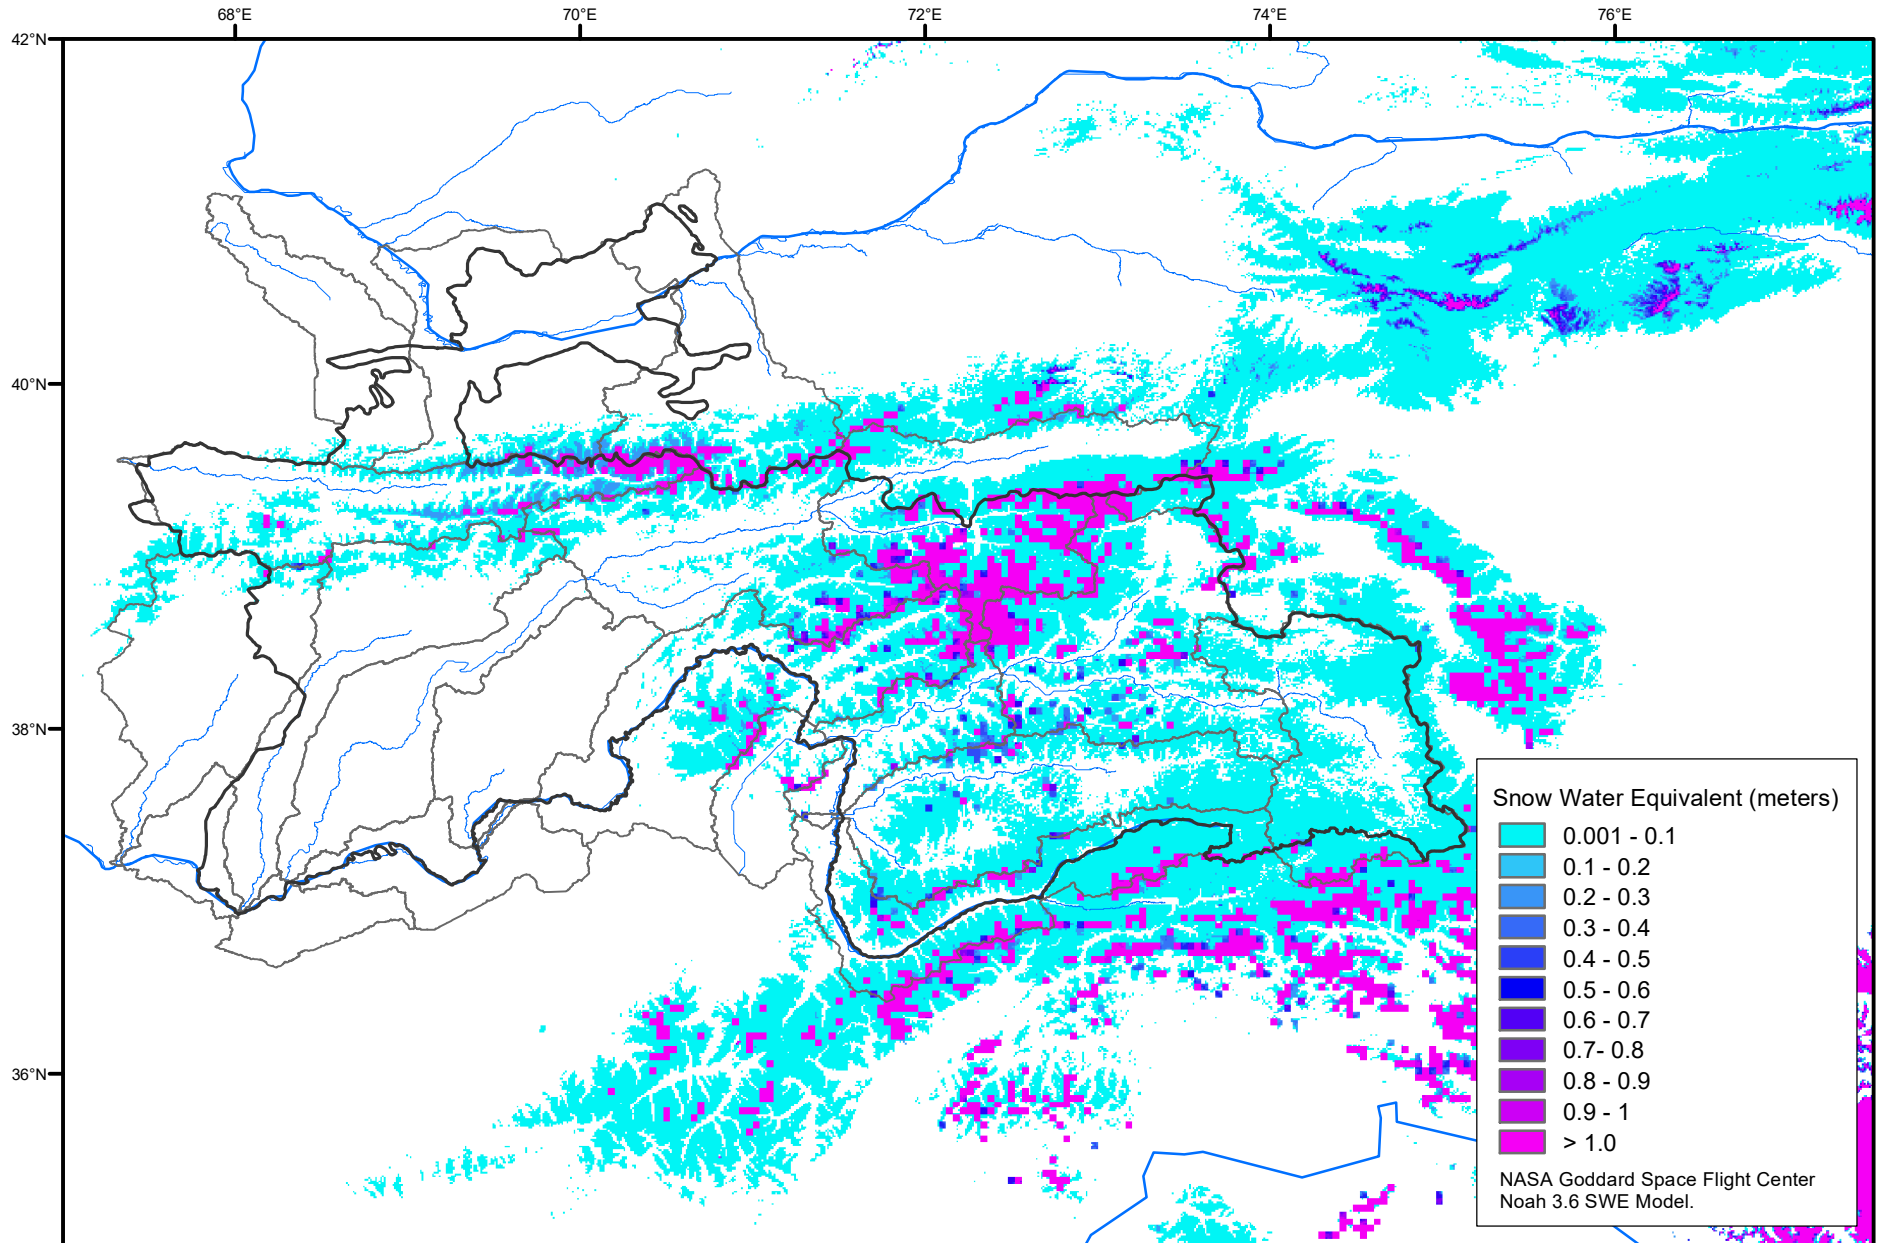 68°E
70°E
72°E
74°E
76°E
42°N
40°N
38°N
36°N
Snow Water Equivalent (meters)
0.001 - 0.1
0.1 - 0.2
0.2 - 0.3
0.3 - 0.4
0.4 - 0.5
0.5 - 0.6
0.6 - 0.7
0.7- 0.8
0.8 - 0.9
0.9 - 1
> 1.0
NASA Goddard Space Flight Center
Noah 3.6 SWE Model.